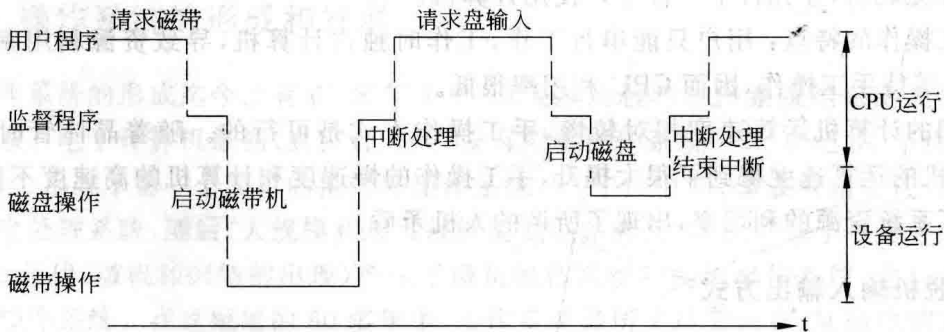 请求磁带
请求盘输入
用户程序
监督程序
中断处理
启动磁盘
中断处理
结束中断
CPU运行
磁盘操作
启动磁带机
设备运行
磁带操作
t